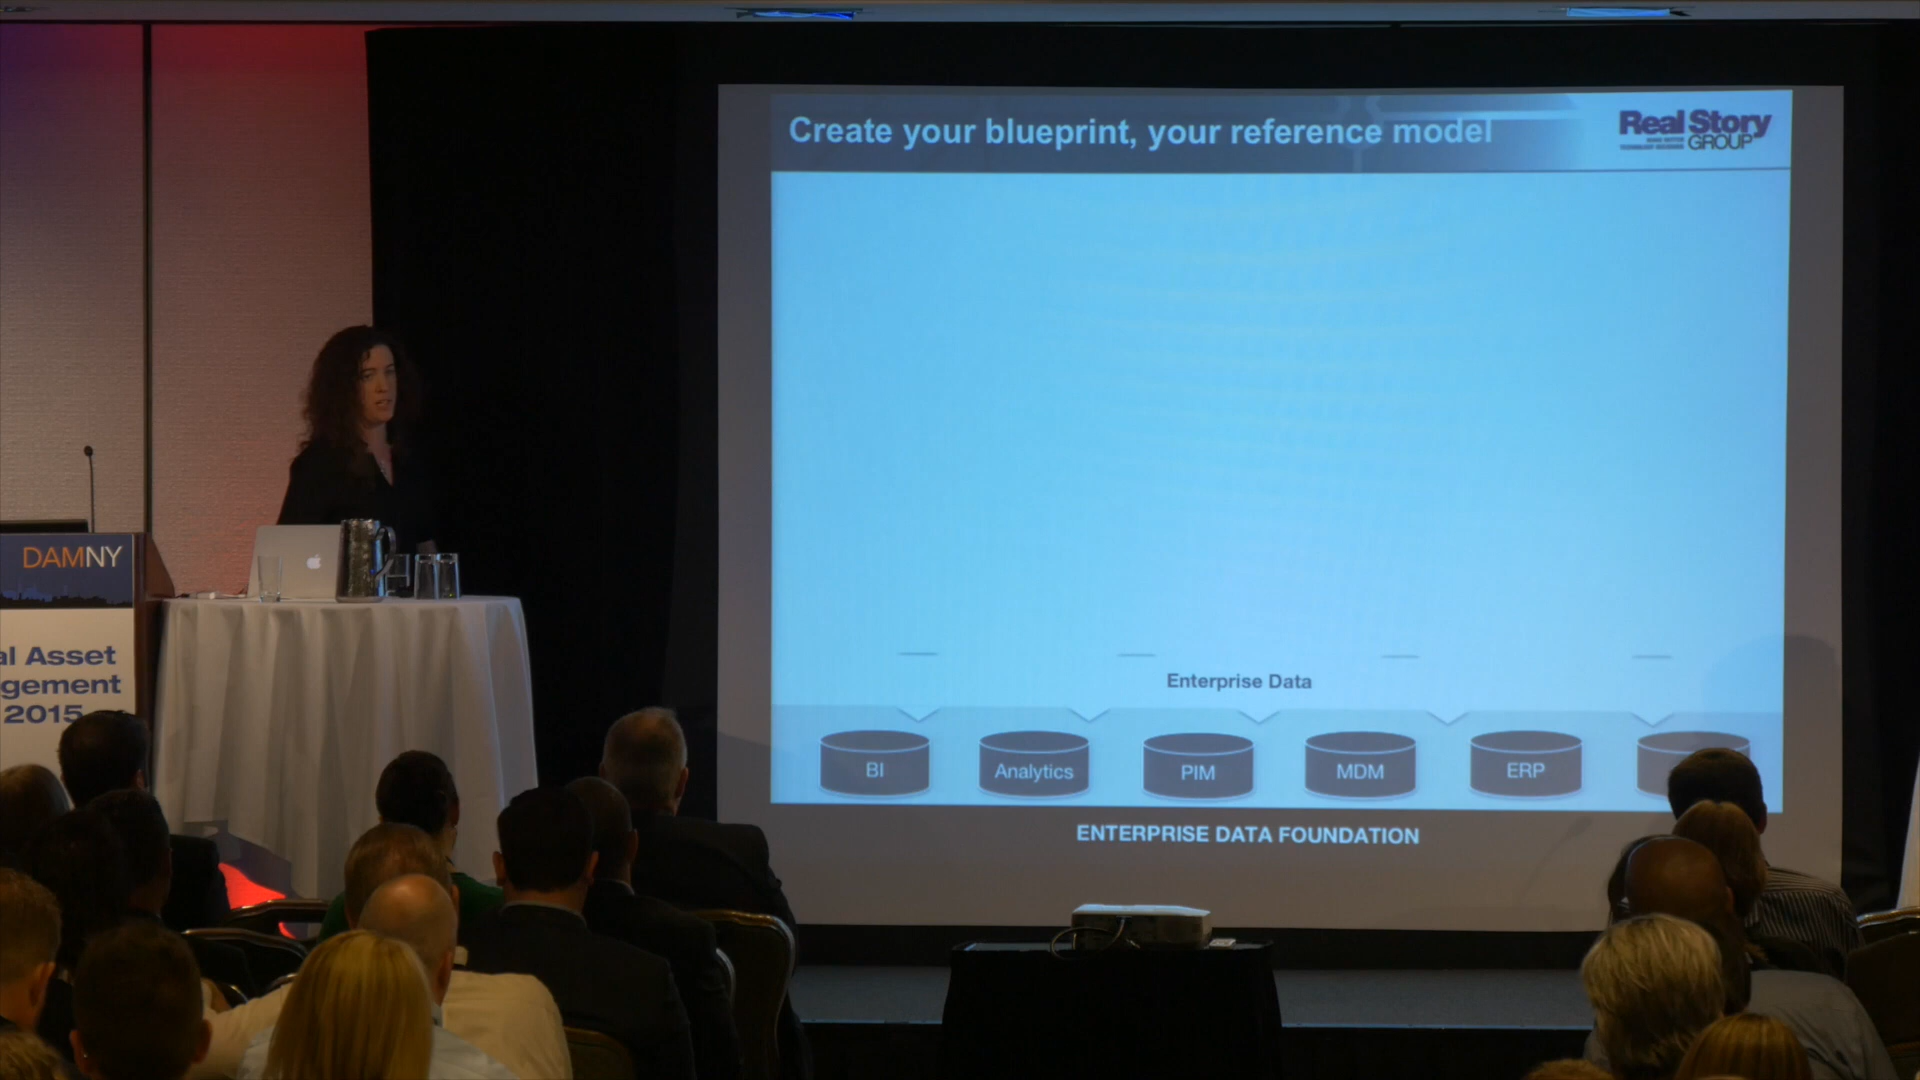 Create your blueprint, your reference model
Real Story
GROUP
Enterprise Data
BI
Analytics
PIM
MDM
ERP
ENTERPRISE DATA FOUNDATION
DAMNY
al Asset
gement
2015